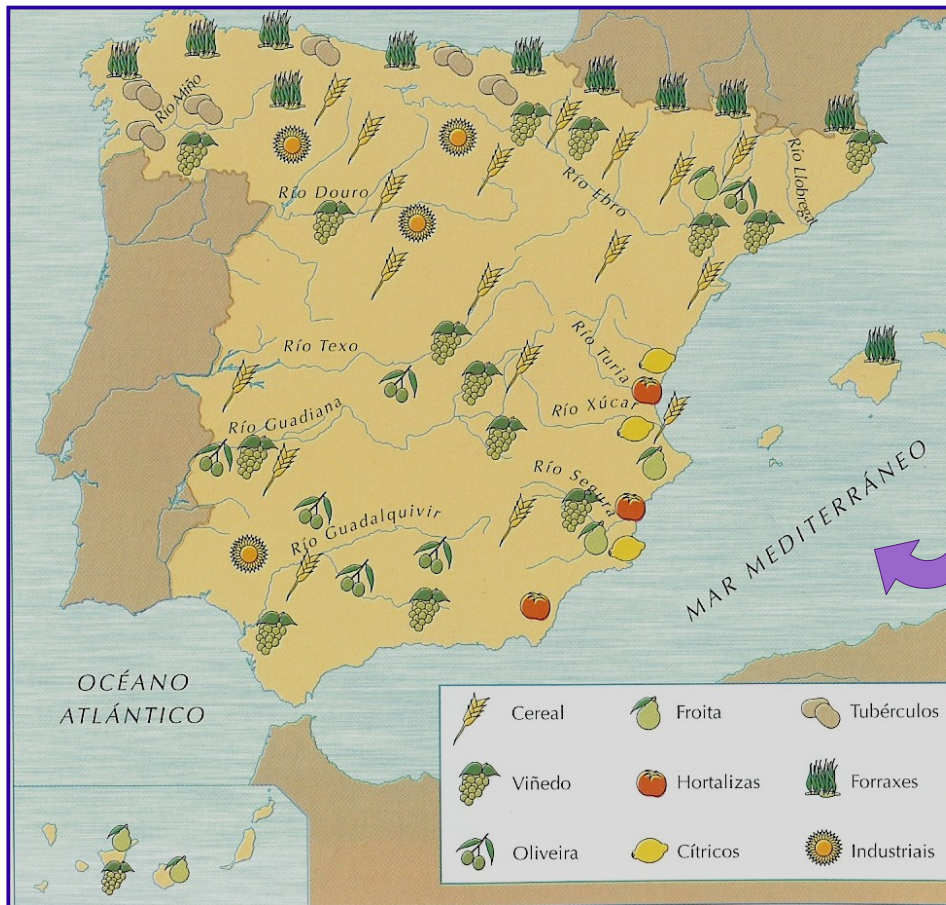 Río Miño
Río Douro
Río Ebro
Río Llobregat
Río Texo
Río Turia
Río Xúcar
Río Guadiana
Río Segura
Río Guadalquivir
MAR MEDITERRÁNEO
OCÉANO
ATLÁNTICO
Cereal
Froita
Tubérculos
Viñedo
Hortalizas
Forraxes
Oliveira
Cítricos
Industriais